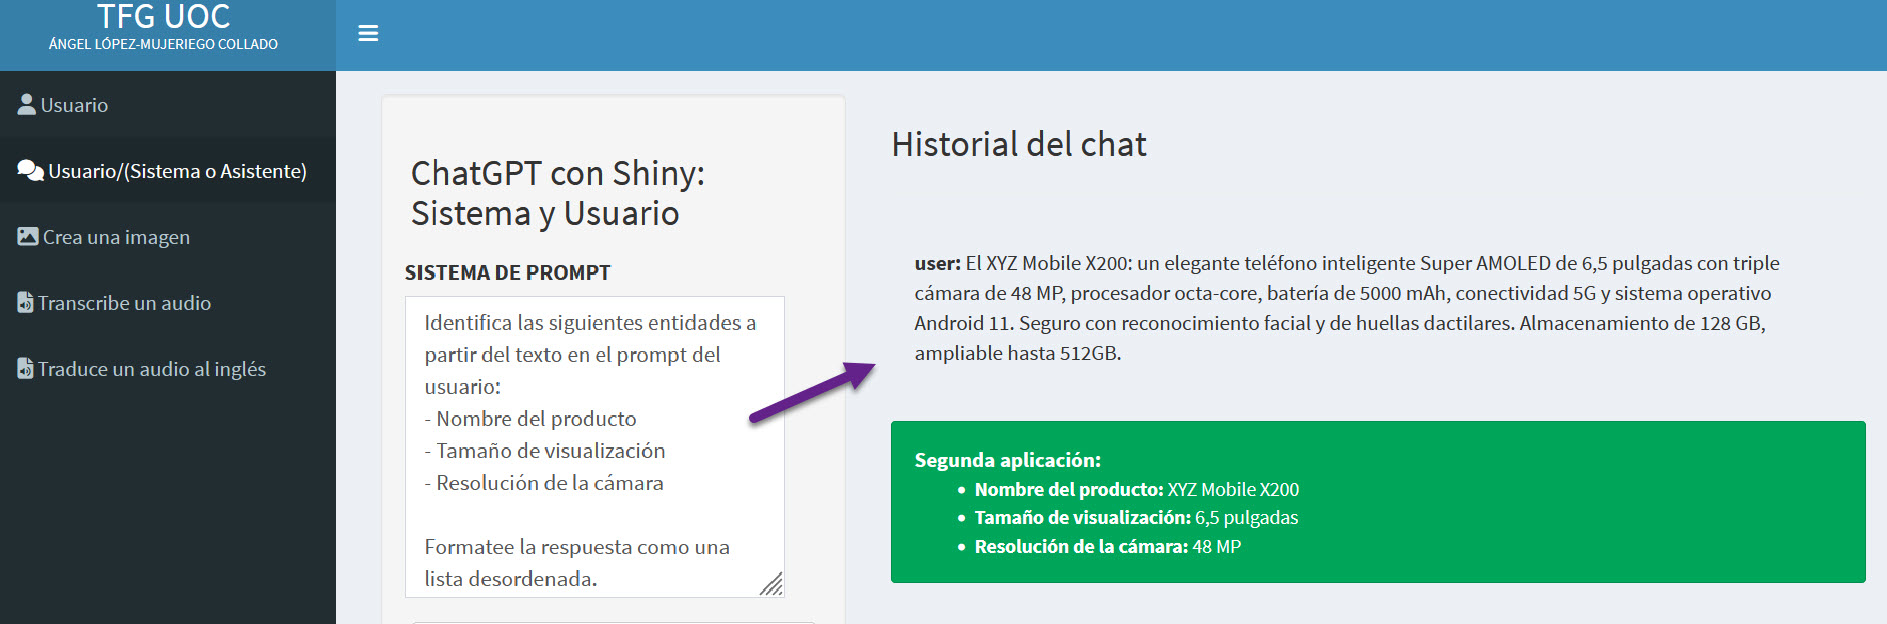 TFG UOC
ÁNGEL LÓPEZ-MUJERIEGO COLLADO
Usuario
Usuario/(Sistema o Asistente)
Crea una imagen
Transcribe un audio
Traduce un audio al inglés
ChatGPT con Shiny:
Sistema y Usuario
SISTEMA DE PROMPT
Identifica las siguientes entidades a
partir del texto en el prompt del
usuario:
- Nombre del producto
- Tamaño de visualización
- Resolución de la cámara
Formatee la respuesta como una
lista desordenada.
Historial del chat
user: El XYZ Mobile X200: un elegante teléfono inteligente Super AMOLED de 6,5 pulgadas con triple
cámara de 48 MP, procesador octa-core, batería de 5000 mAh, conectividad 5G y sistema operativo
Android 11. Seguro con reconocimiento facial y de huellas dactilares. Almacenamiento de 128 GB,
ampliable hasta 512GB.
Segunda aplicación:
• Nombre del producto: XYZ Mobile X200
• Tamaño de visualización: 6,5 pulgadas
• Resolución de la cámara: 48 MP